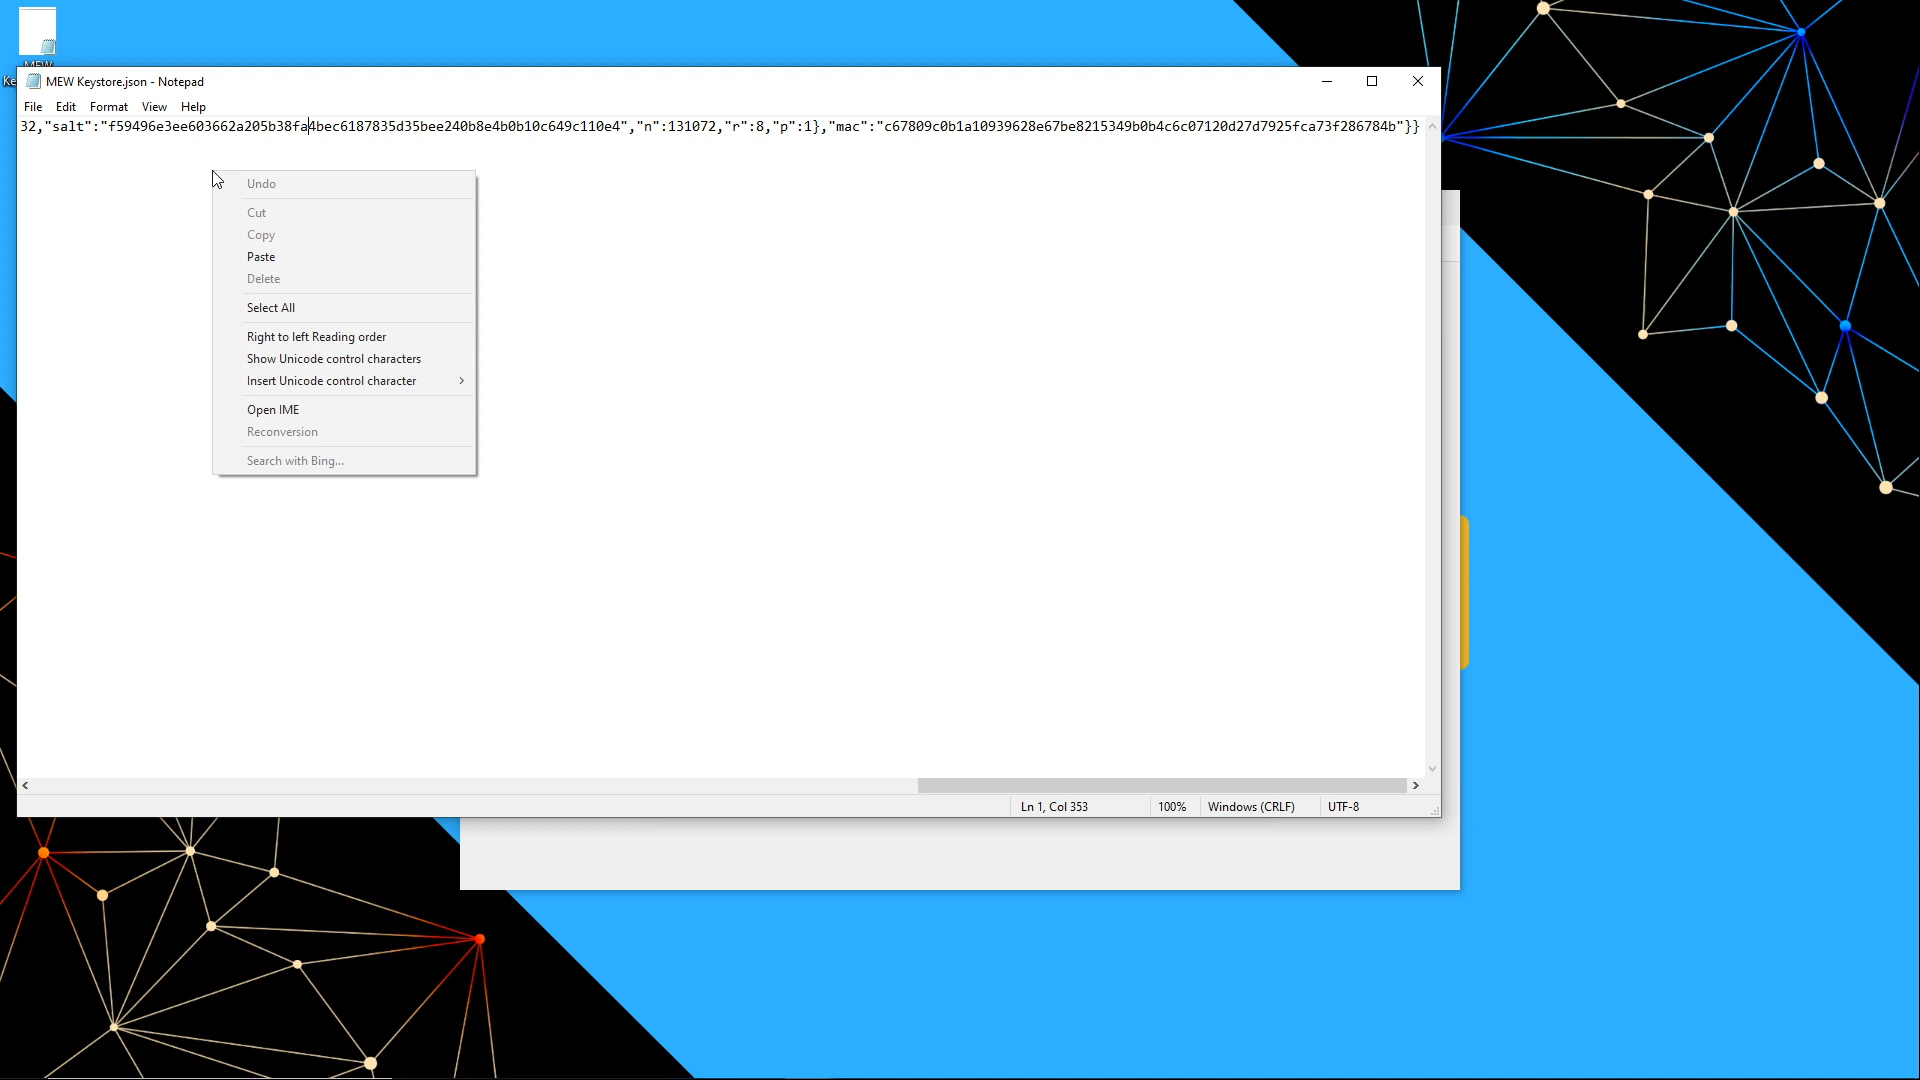 MEW
Ke
MEW Keystore.json - Notepad
File Edit Format View Help
32,"salt":"f59496e3ee603662a205b38fa4bec6187835d35bee240b8e4b0b10c649c110e4","n":131072,"r":8,"p":1},"mac":"c67809c0b1a10939628e67be8215349b0b4c6c07120d27d7925fca73f286784b"}}
Undo
Cut
Copy
Paste
Delete
Select All
Right to left Reading order
Show Unicode control characters
Insert Unicode control character
Open IME
Reconversion
Search with Bing...
Ln 1, Col 353 100% Windows (CRLF) UTF-8